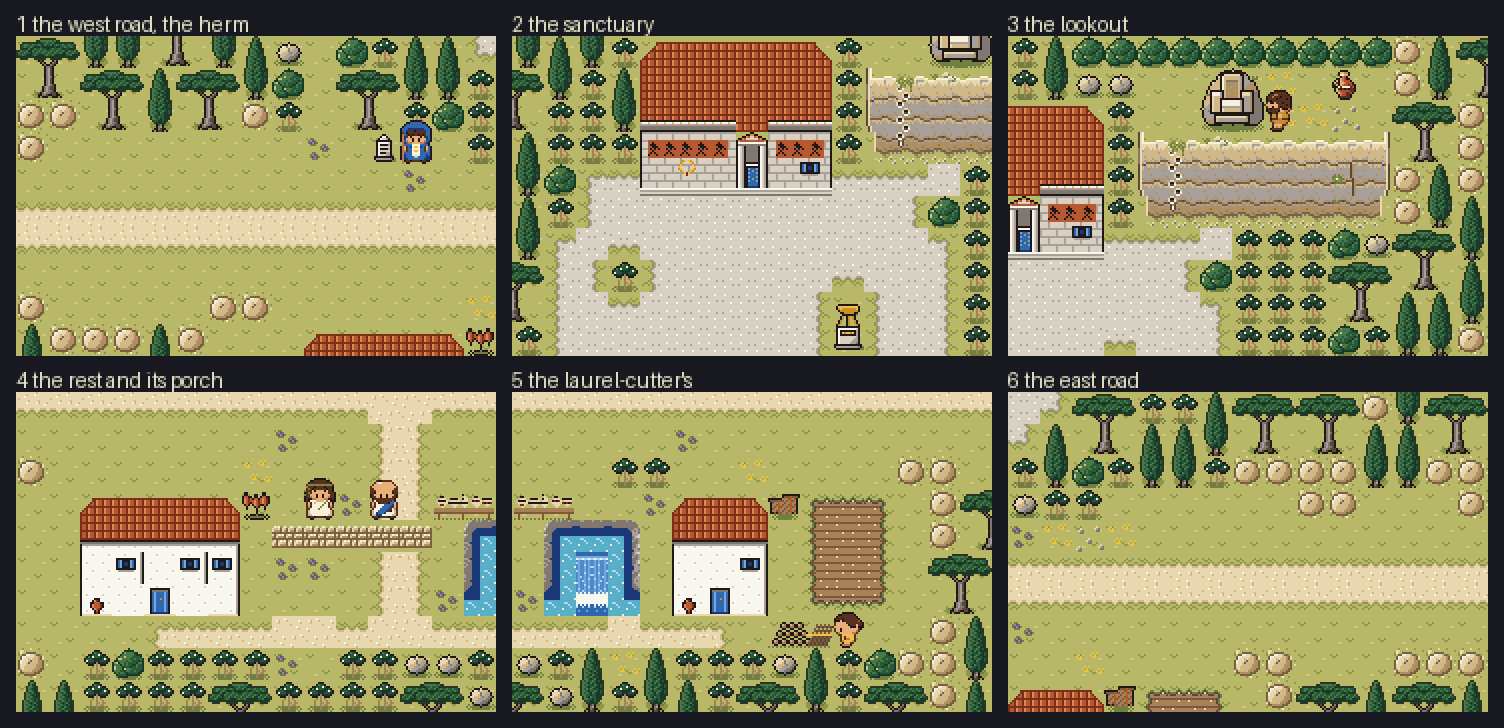 1 the west road, the herm
2 the sanctuary
3 the lookout
4 the rest and its porch
5 the laurel-cutter's
6 the east road